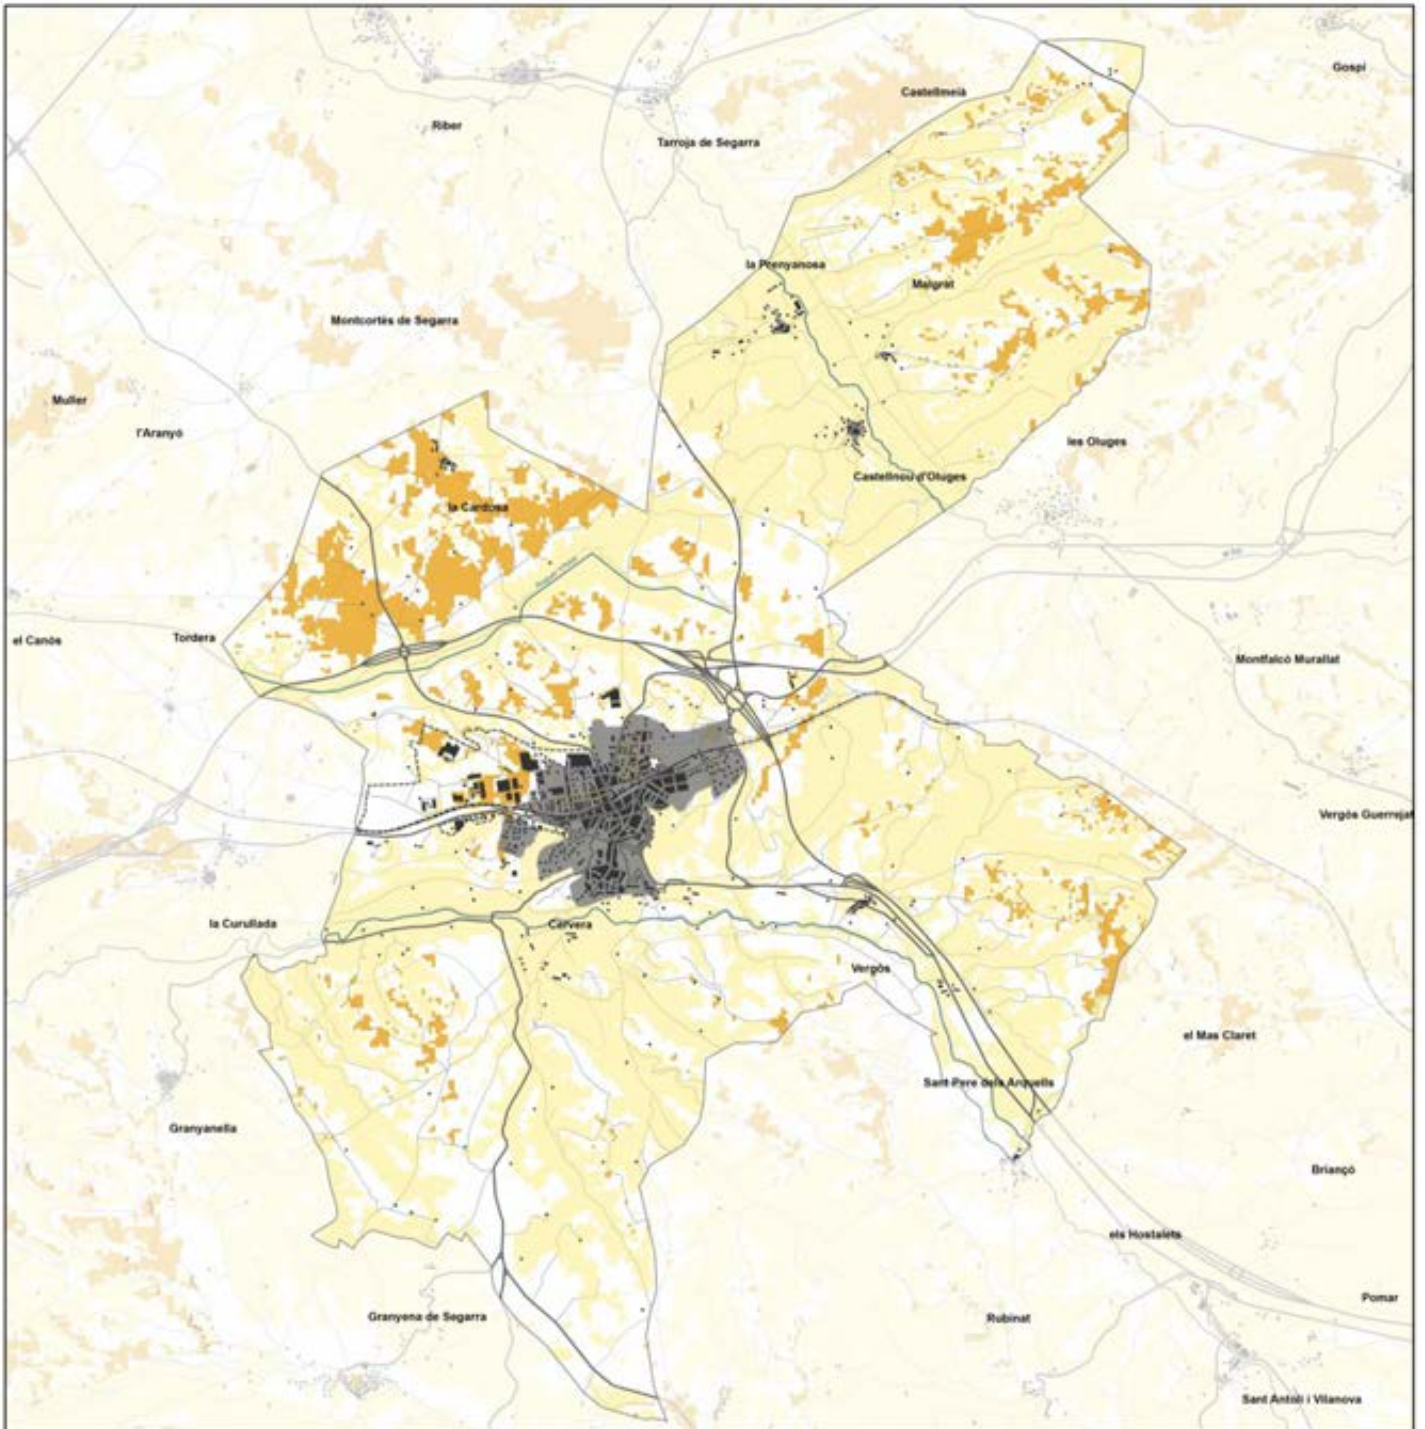 Gospi
Castellmeià
Riber
Tarroja de Segarra
la Prenyanosa
Malgrat
Montcortès de Segarra
Muller
l'Aranyó
les Oluges
Castellnou d'Oluges
la Cardosa
el Canós
Tordera
Montfalcó Murallat
Vergós Guerrejat
la Curullada
Cervera
Vergós
el Mas Claret
Sant Pere dels Arquells
Granyanella
Briançó
els Hostalets
Pomar
Granyena de Segarra
Rubinat
Sant Antolí i Vilanova